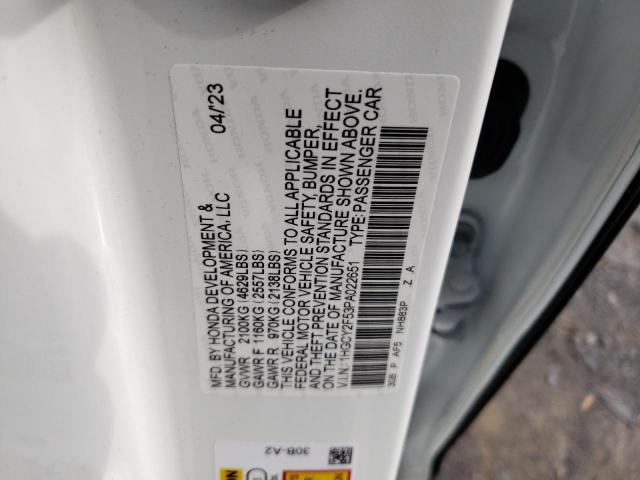 MFD. BY HONDA DEVELOPMENT & 04/'23
MANUFACTURING OF AMERICA, LLC
GVWR 2100KG (4629LBS)
GAWR F 1160KG (2557LBS)
GAWR R 970KG (2138LBS)
THIS VEHICLE CONFORMS TO ALL APPLICABLE
FEDERAL MOTOR VEHICLE SAFETY, BUMPER,
AND THEFT PREVENTION STANDARDS IN EFFECT
ON THE DATE OF MANUFACTURE SHOWN ABOVE.
V.I.N.: 1HGCY2F53PA022651 TYPE: PASSENGER CAR
30B P AF5 NH883P Z A
30B-A2